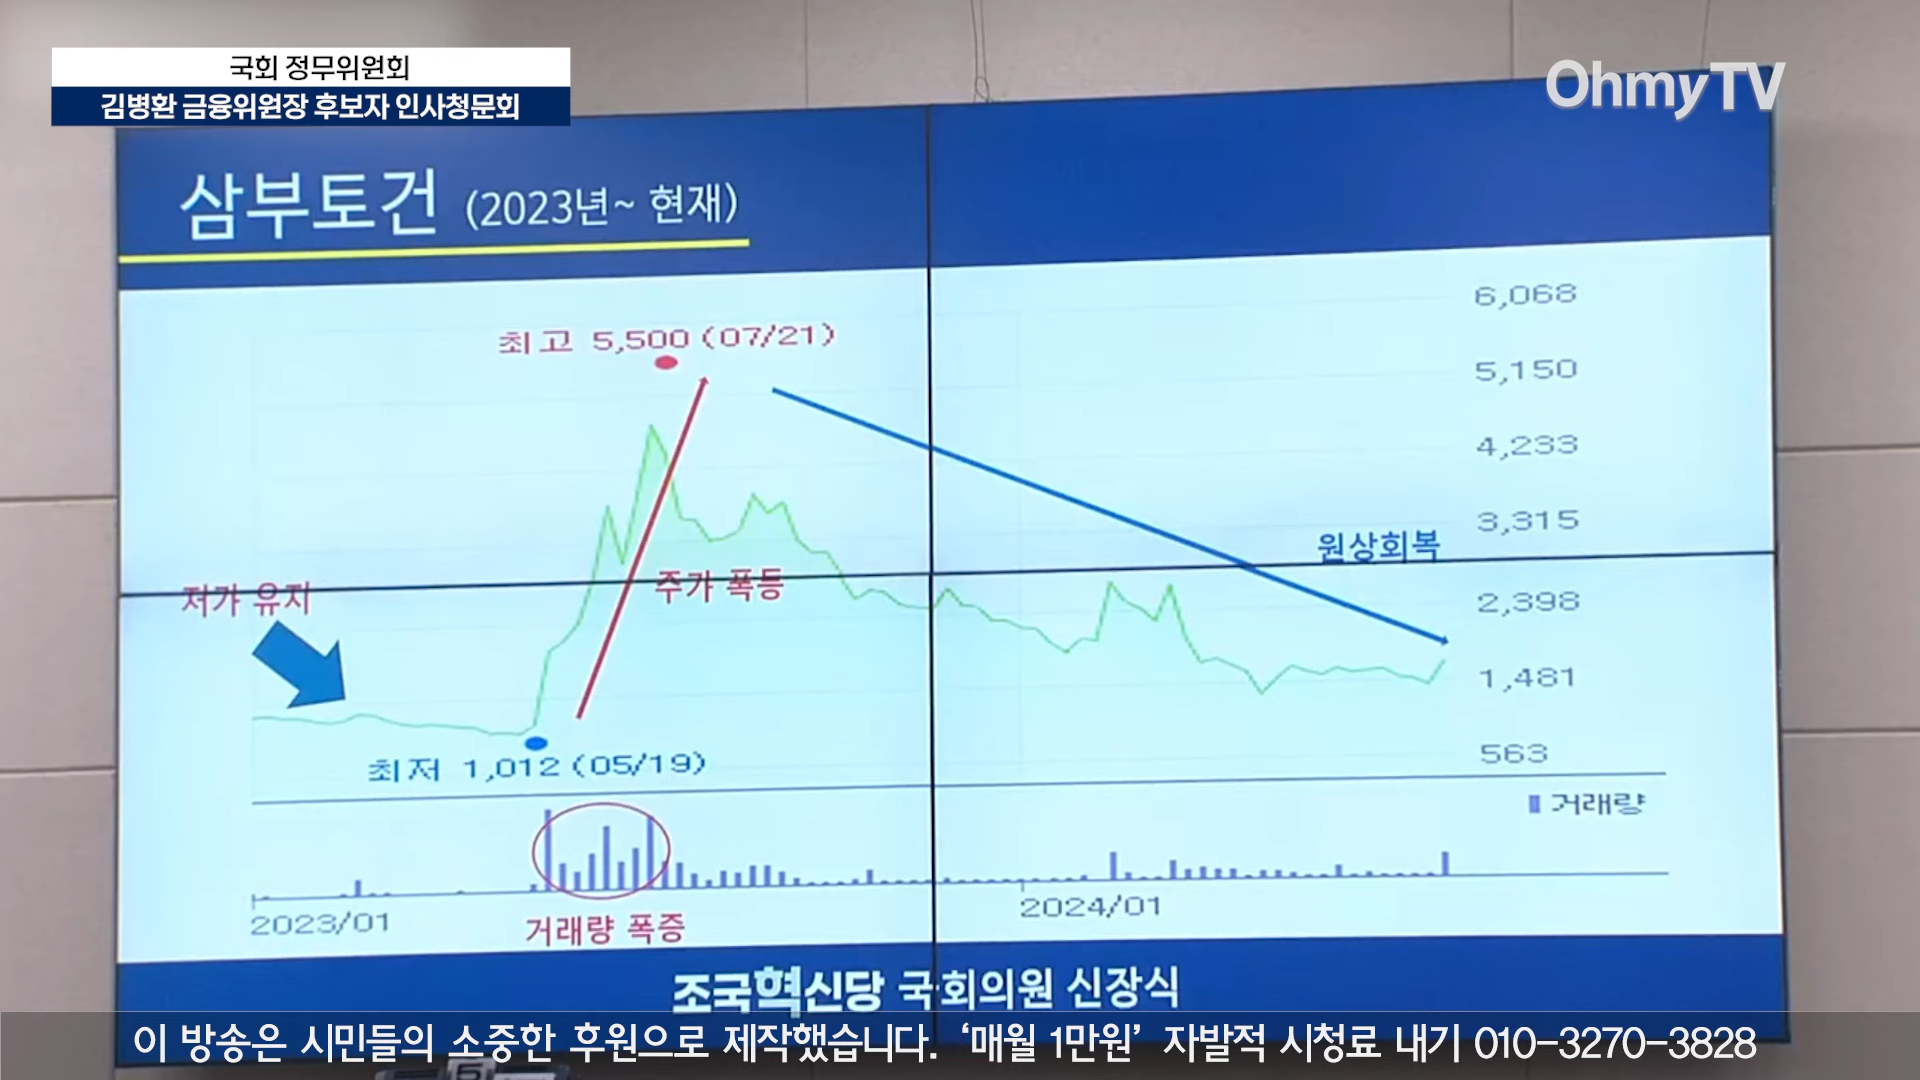 국회 정무위원회
김병환 금융위원장 후보자 인사청문회
OhmyTV
삼부토건 (2023년~ 현재)
최고 5,500 (07/21)
6,068
5,150
4,233
3,315
2,398
1,481
563
원상회복
저가 유지
주가 폭등
최저 1,012 (05/19)
거래량
2023/01
2024/01
거래량 폭증
조국혁신당 국회의원 신장식
이 방송은 시민들의 소중한 후원으로 제작했습니다. ‘매월 1만원’ 자발적 시청료 내기 010-3270-3828
5